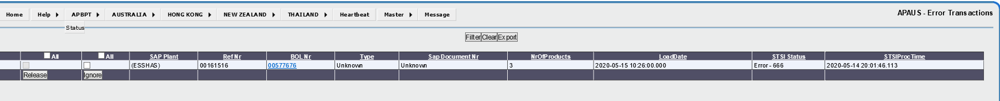 Home Help APBPT AUSTRALIA HONG KONG NEW ZEALAND THAILAND Heartbeat Master Message
APAUS - Error Transactions
Status
Filter Clear Export
All All SAP Plant Ref Nr BOL Nr Type Sap Document Nr NrOfProducts LoadDate STSI Status STSIProcTime
(ESSHAS) 00161516 00577676 Unknown Unknown 3 2020-05-15 10:26:00.000 Error - 666 2020-05-14 20:01:46.113
Release Ignore